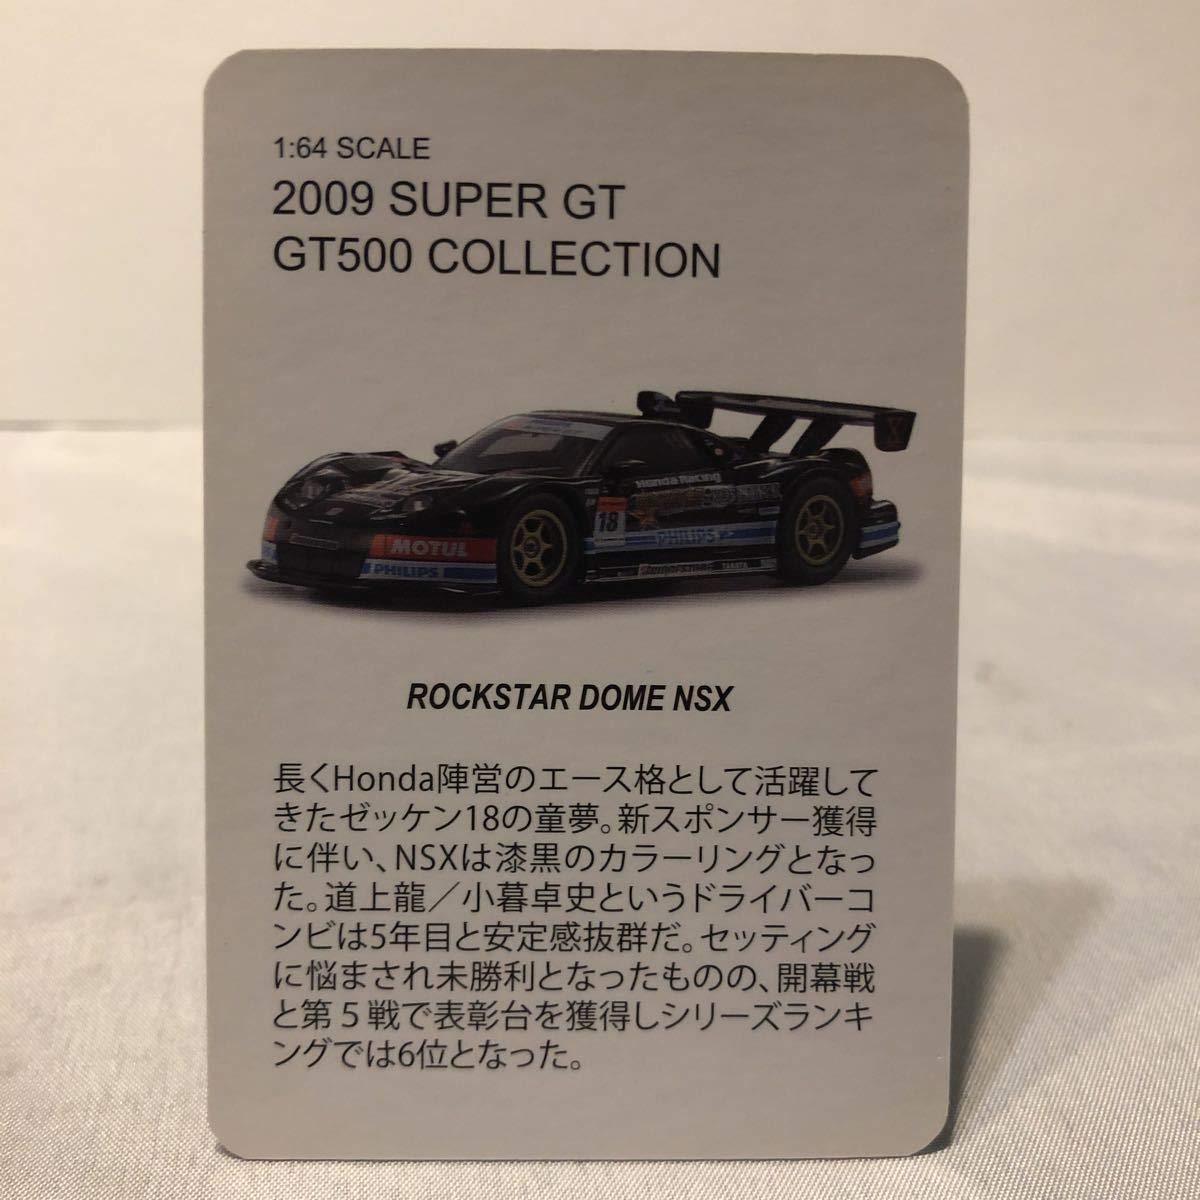 1:64 SCALE
2009 SUPER GT
GT500 COLLECTION
Honda Racing
18
PHILIPS
MOTUL
PHILIPS
TAKATA
X
ROCKSTAR DOME NSX
長くHonda陣営のエース格として活躍して
きたゼッケン18の童夢。新スポンサー獲得
に伴い、NSXは漆黒のカラーリングとなっ
た。道上龍／小暮卓史というドライバーコ
ンビは5年目と安定感抜群だ。セッティング
に悩まされ未勝利となったものの、開幕戦
と第５戦で表彰台を獲得しシリーズランキ
ングでは6位となった。